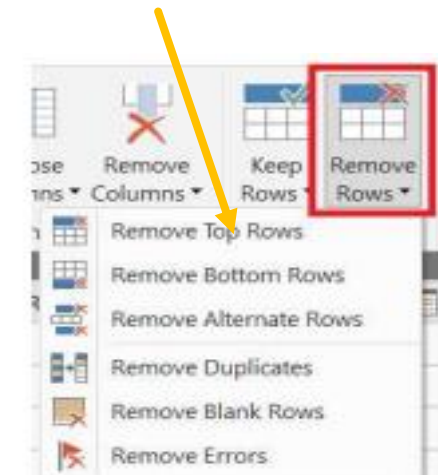 ose Remove Keep Remove
ns Columns Rows Rows
Remove Top Rows
Remove Bottom Rows
Remove Alternate Rows
Remove Duplicates
Remove Blank Rows
Remove Errors